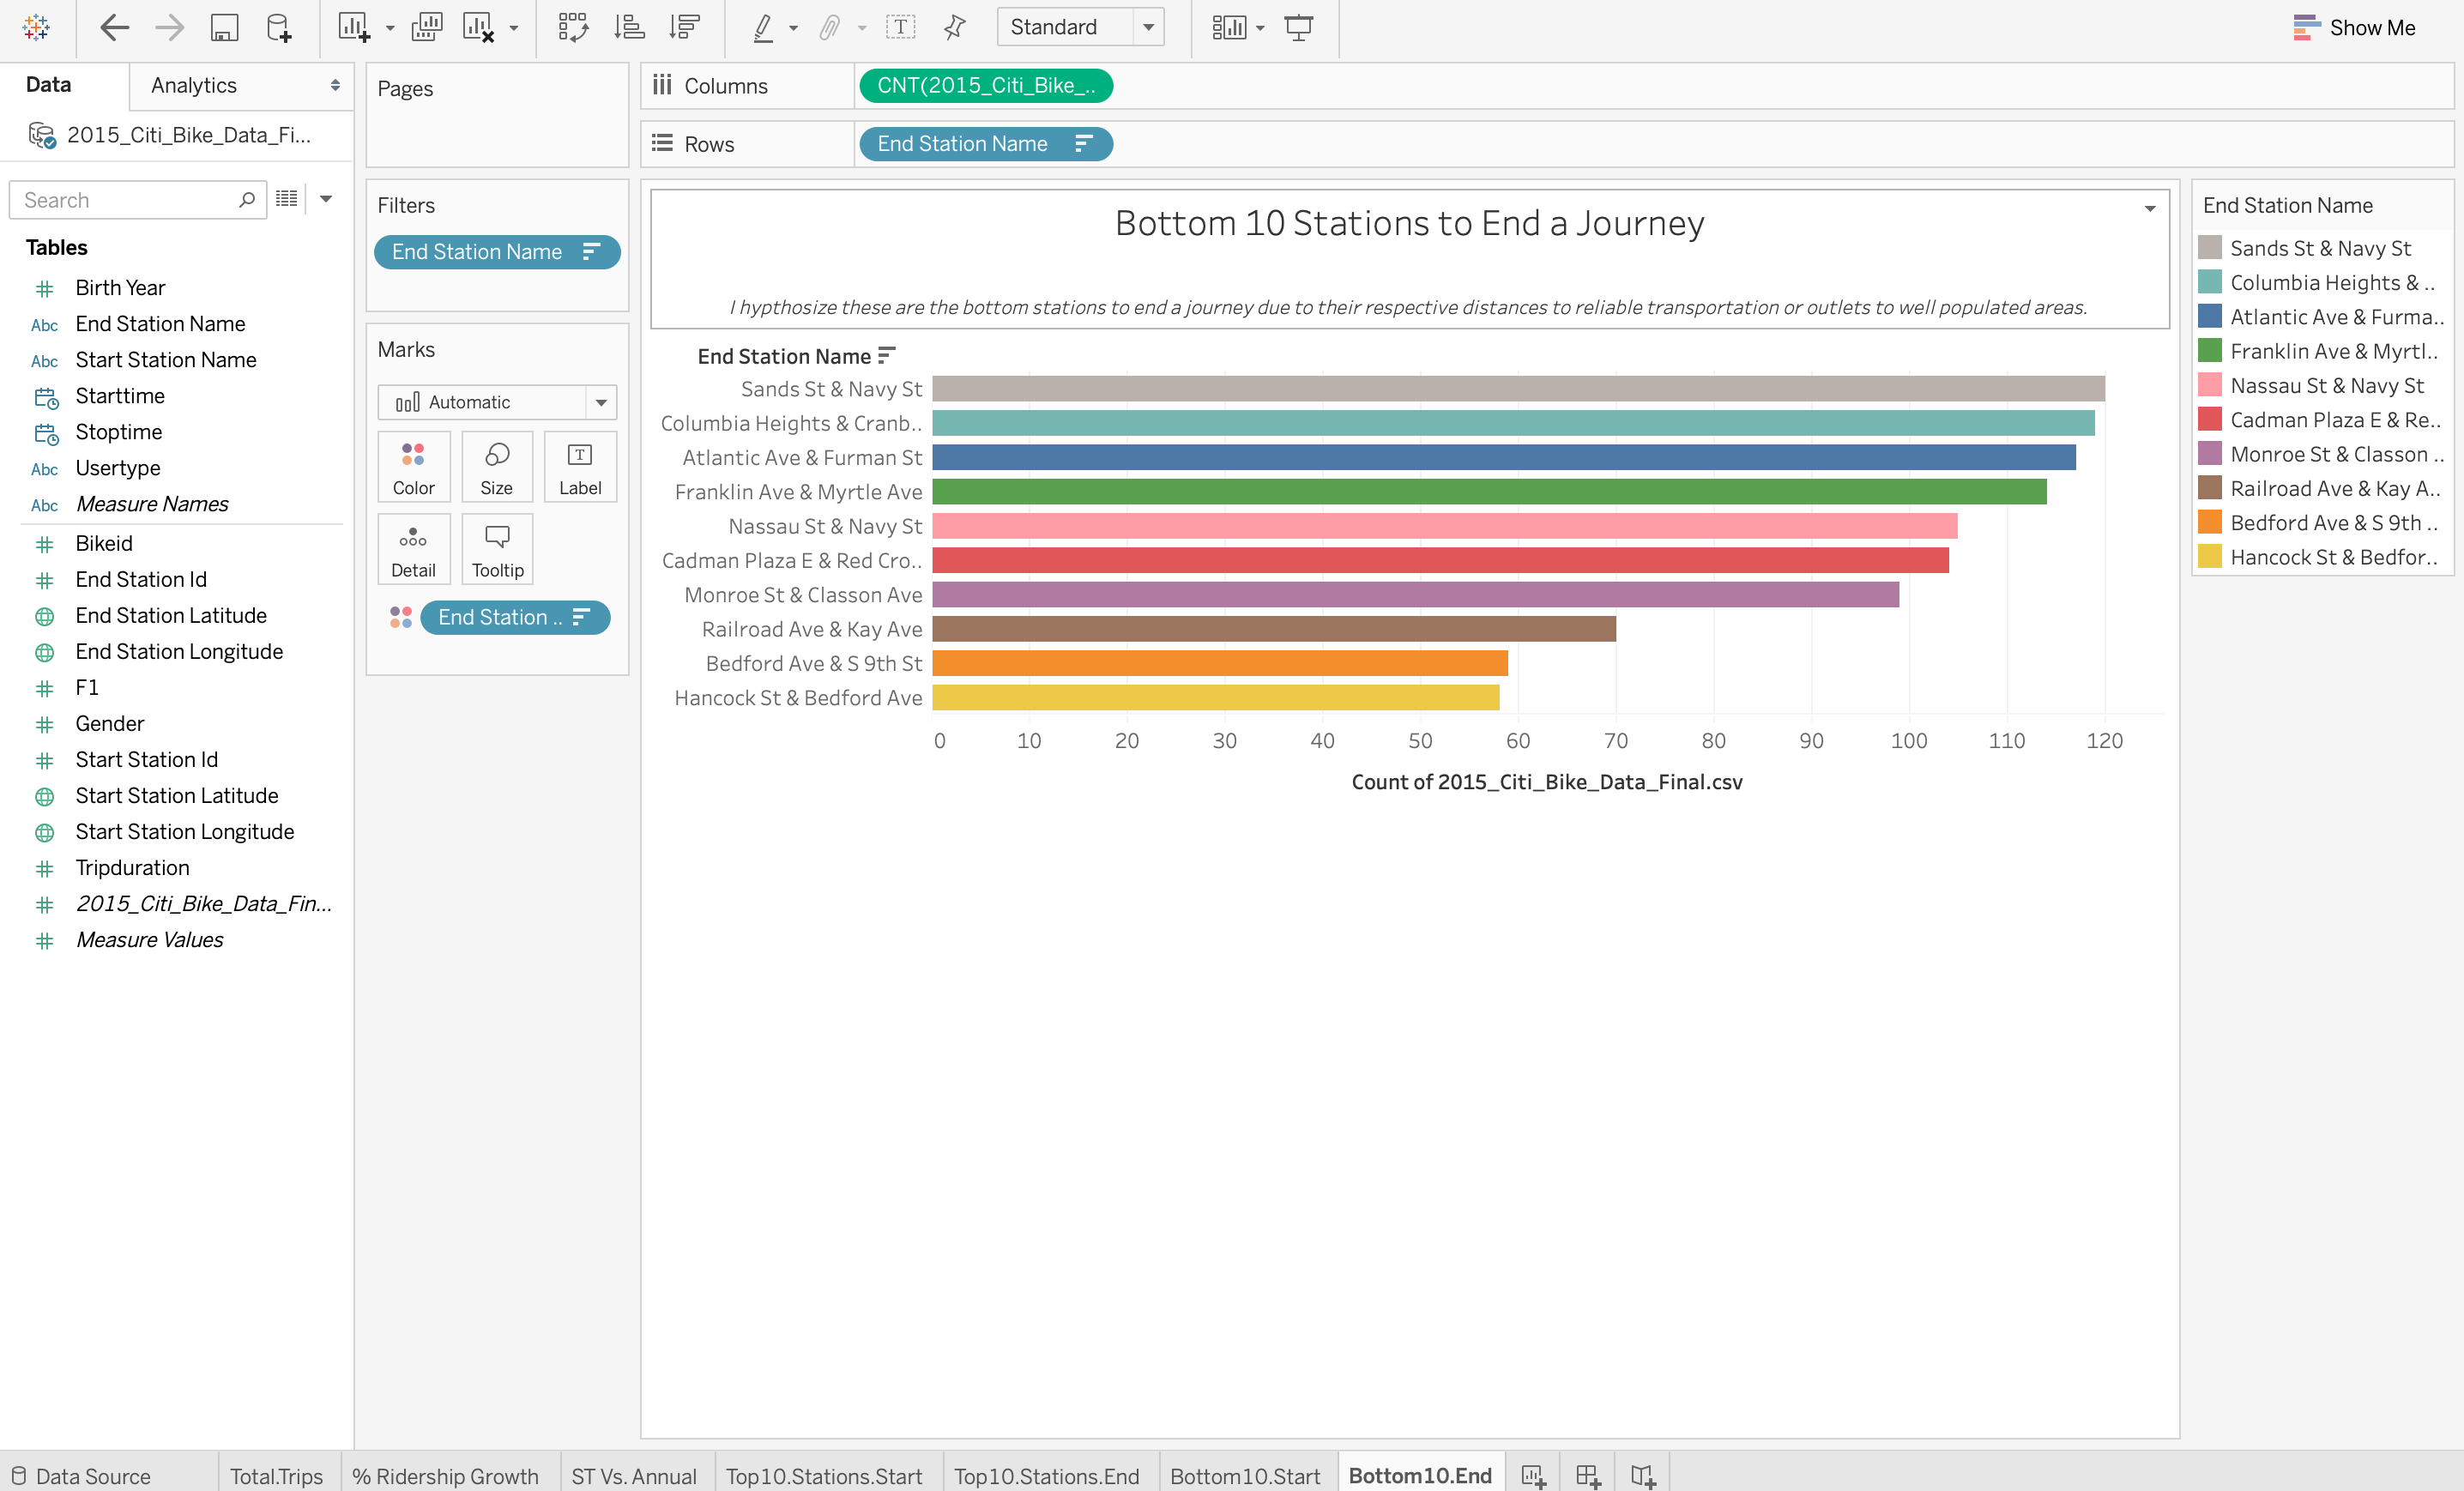 Standard
Show Me
Data
Analytics
2015_Citi_Bike_Data_Fi...
Search
Tables
Birth Year
Abc End Station Name
Abc Start Station Name
Starttime
Stoptime
Abc Usertype
Abc Measure Names
Bikeid
End Station Id
End Station Latitude
End Station Longitude
F1
Gender
Start Station Id
Start Station Latitude
Start Station Longitude
Tripduration
2015_Citi_Bike_Data_Fin...
Measure Values
Pages
Filters
End Station Name
Marks
Automatic
Color
Size
Label
Detail
Tooltip
End Station ..
Columns
CNT(2015_Citi_Bike_..
Rows
End Station Name
Bottom 10 Stations to End a Journey
I hypthosize these are the bottom stations to end a journey due to their respective distances to reliable transportation or outlets to well populated areas.
End Station Name
Sands St & Navy St
Columbia Heights & Cranb..
Atlantic Ave & Furman St
Franklin Ave & Myrtle Ave
Nassau St & Navy St
Cadman Plaza E & Red Cro..
Monroe St & Classon Ave
Railroad Ave & Kay Ave
Bedford Ave & S 9th St
Hancock St & Bedford Ave
0 10 20 30 40 50 60 70 80 90 100 110 120
Count of 2015_Citi_Bike_Data_Final.csv
End Station Name
Sands St & Navy St
Columbia Heights & ..
Atlantic Ave & Furma..
Franklin Ave & Myrtl..
Nassau St & Navy St
Cadman Plaza E & Re..
Monroe St & Classon ..
Railroad Ave & Kay A..
Bedford Ave & S 9th ..
Hancock St & Bedfor..
Data Source
Total.Trips
% Ridership Growth
ST Vs. Annual
Top10.Stations.Start
Top10.Stations.End
Bottom10.Start
Bottom10.End